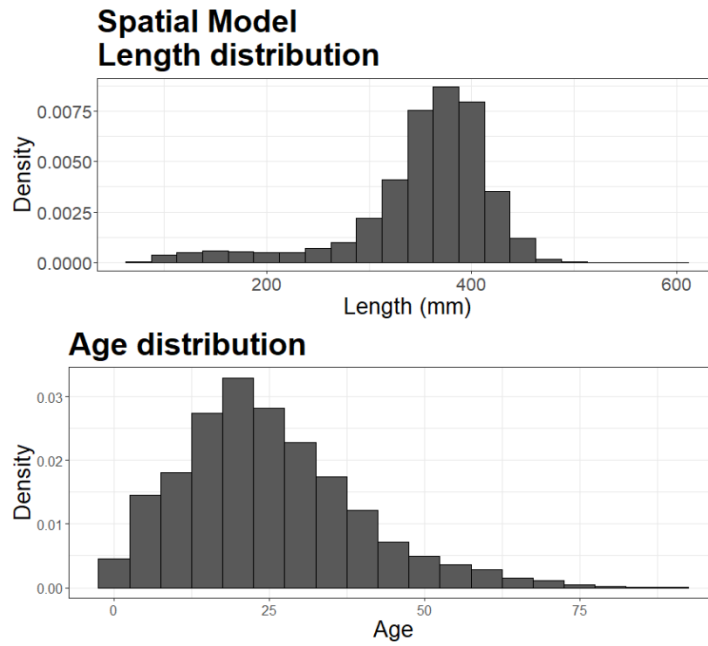 Spatial Model
Length distribution
Density
0.0075
0.0050
0.0025
0.0000
200
400
600
Length (mm)
Age distribution
Density
0.03
0.02
0.01
0.00
0
25
50
75
Age